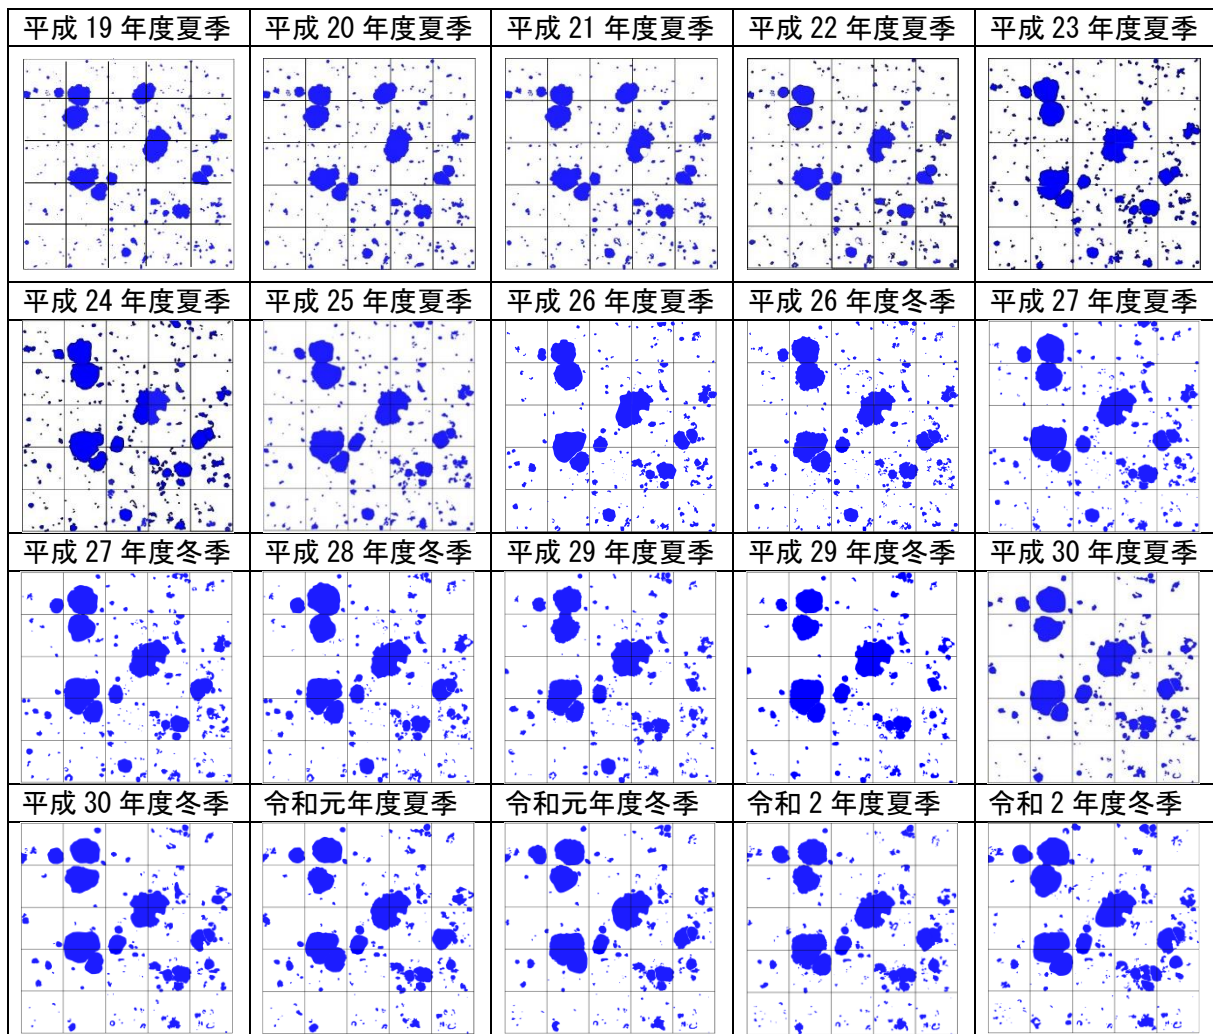 平成 19 年度夏季 平成 20 年度夏季 平成 21 年度夏季 平成 22 年度夏季 平成 23 年度夏季
平成 24 年度夏季 平成 25 年度夏季 平成 26 年度夏季 平成 26 年度冬季 平成 27 年度夏季
平成 27 年度冬季 平成 28 年度冬季 平成 29 年度夏季 平成 29 年度冬季 平成 30 年度夏季
平成 30 年度冬季 令和元年度夏季 令和元年度冬季 令和 2 年度夏季 令和 2 年度冬季